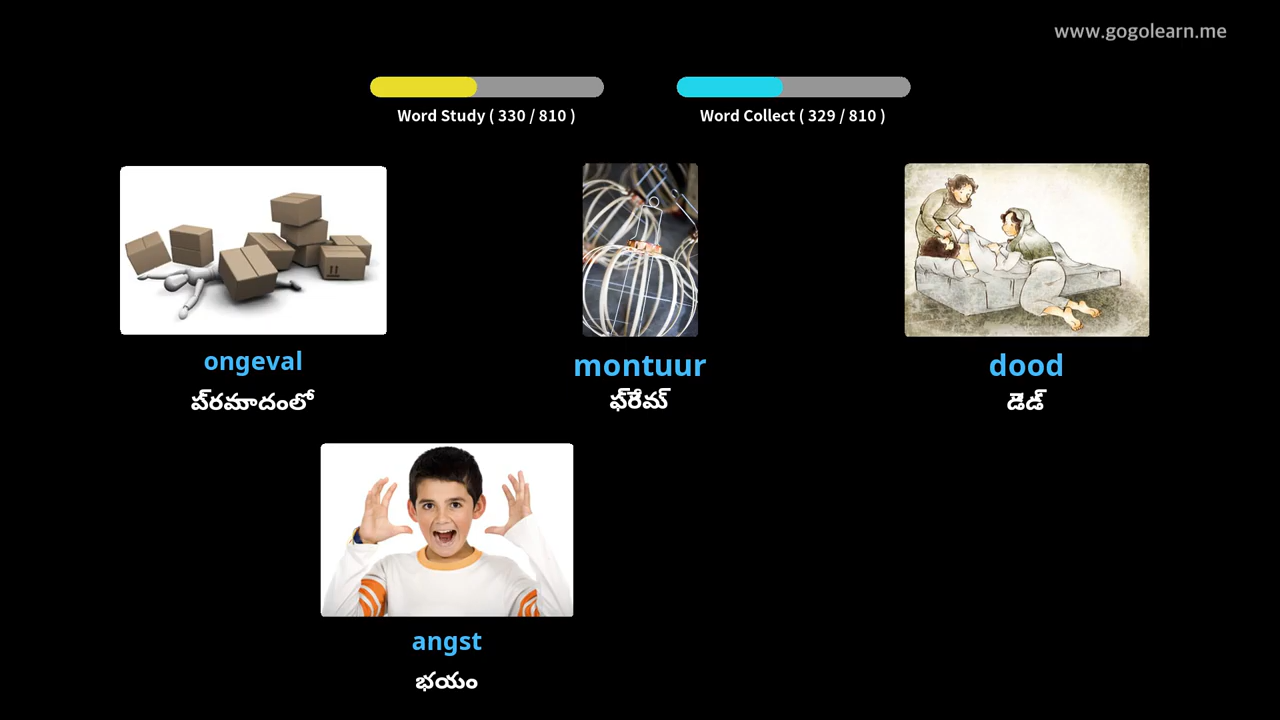 www.gogolearn.me
Word Study ( 330 / 810 )
Word Collect ( 329 / 810 )
ongeval
ప్రమాదంలో
montuur
ఫ్రేమ్
dood
డెడ్
angst
భయం